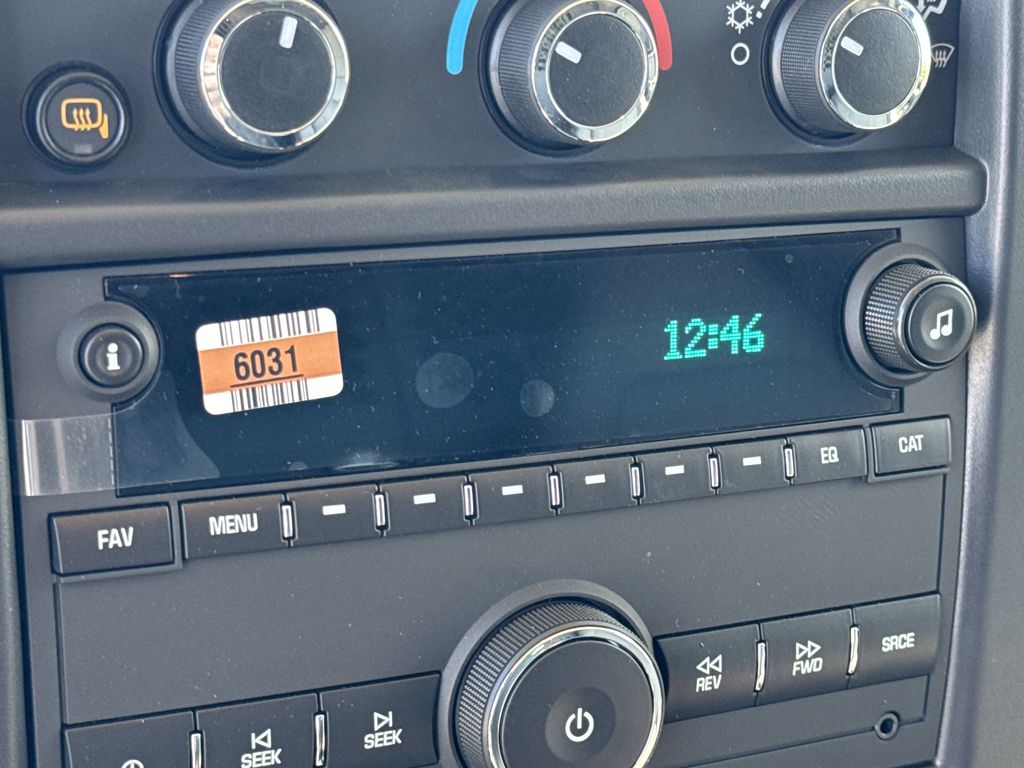 6031
12:46
i
FAV
MENU
EQ
CAT
REV
FWD
SRCE
SEEK
SEEK